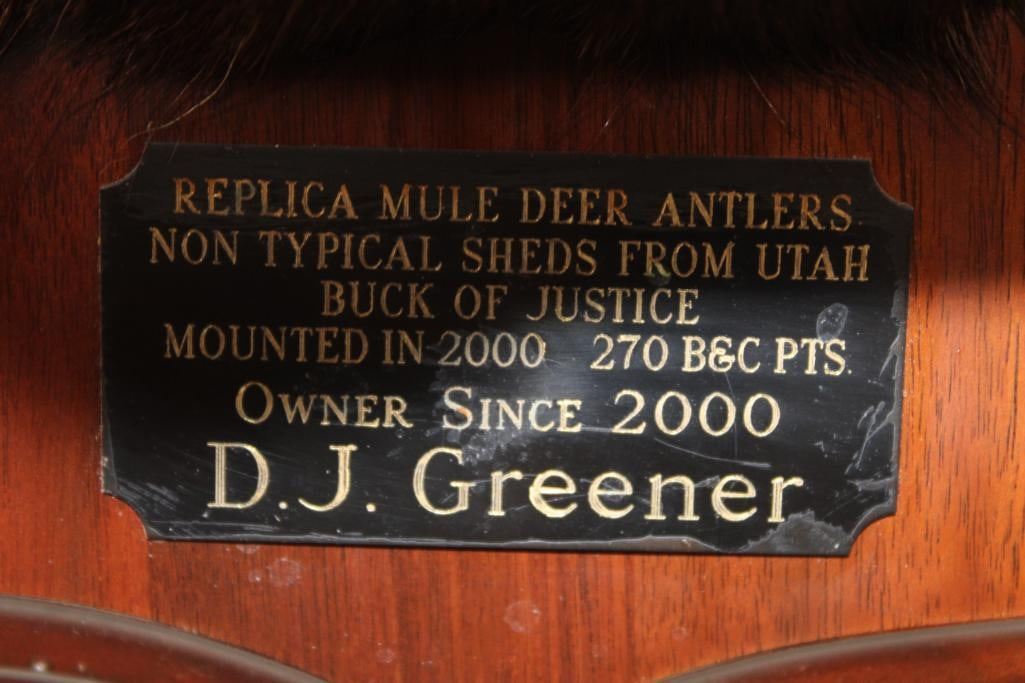 REPLICA MULE DEER ANTLERS
NON TYPICAL SHEDS FROM UTAH
BUCK OF JUSTICE
MOUNTED IN 2000 270 B&C PTS.
OWNER SINCE 2000
D.J. Greener